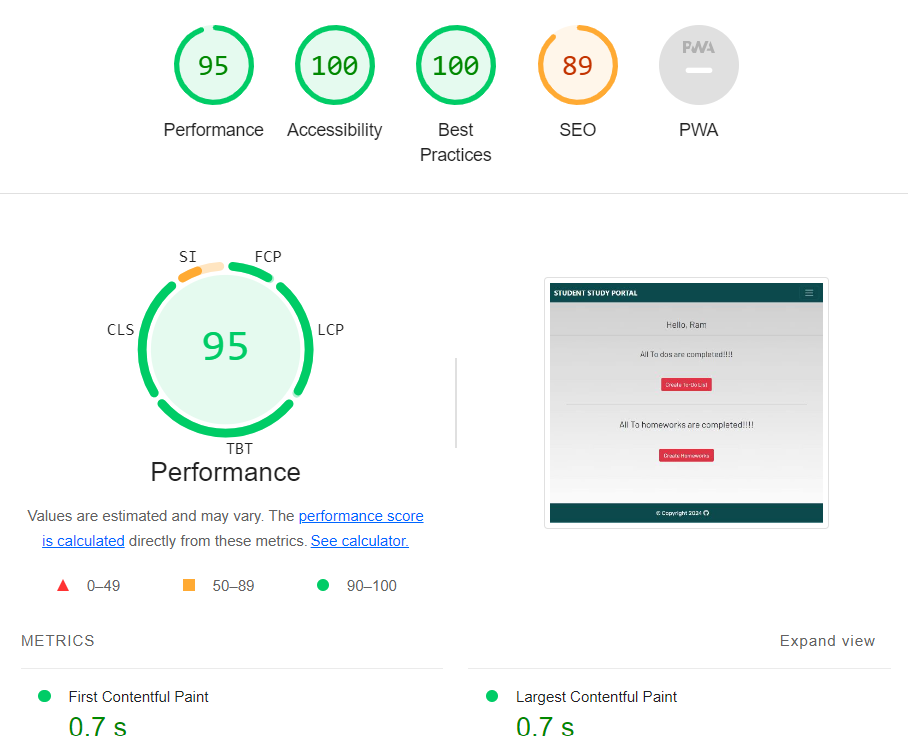 95
100
100
89
PWA
Performance
Accessibility
Best
Practices
SEO
PWA
SI
FCP
CLS
LCP
95
TBT
Performance
Values are estimated and may vary. The performance score
is calculated directly from these metrics. See calculator.
0–49
50–89
90–100
STUDENT STUDY PORTAL
Hello, Ram
All To dos are completed!!!!
Create To-Do List
All To homeworks are completed!!!!
Create Homeworks
© Copyright 2024
METRICS
Expand view
First Contentful Paint
0.7 s
Largest Contentful Paint
0.7 s